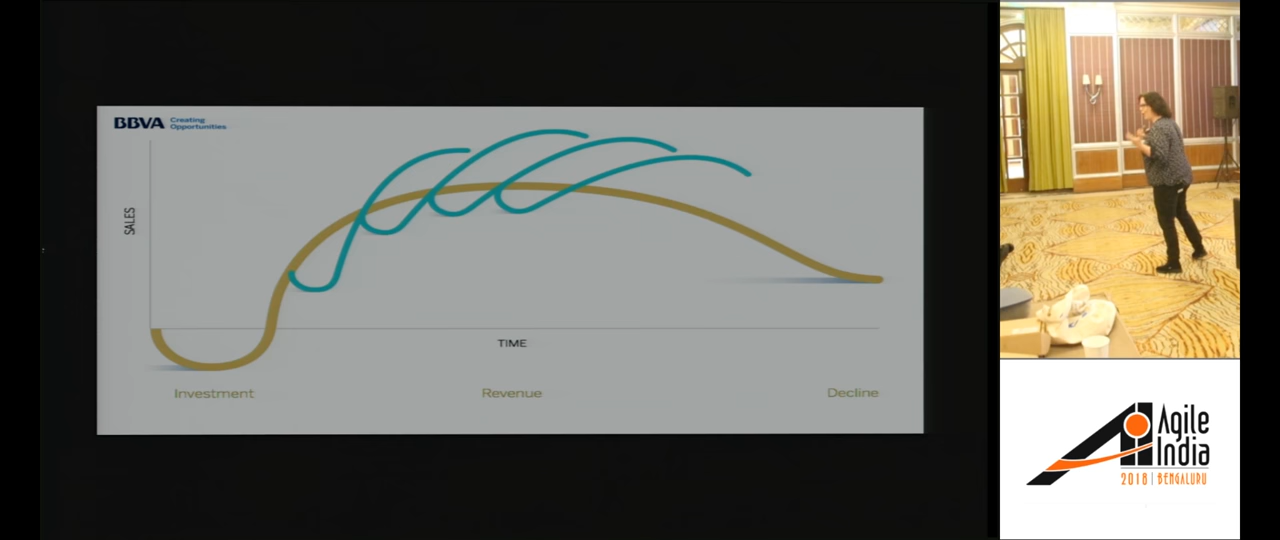 BBVA
Creating
Opportunities
SALES
TIME
Investment
Revenue
Decline
Agile
India
2018 | BENGALURU